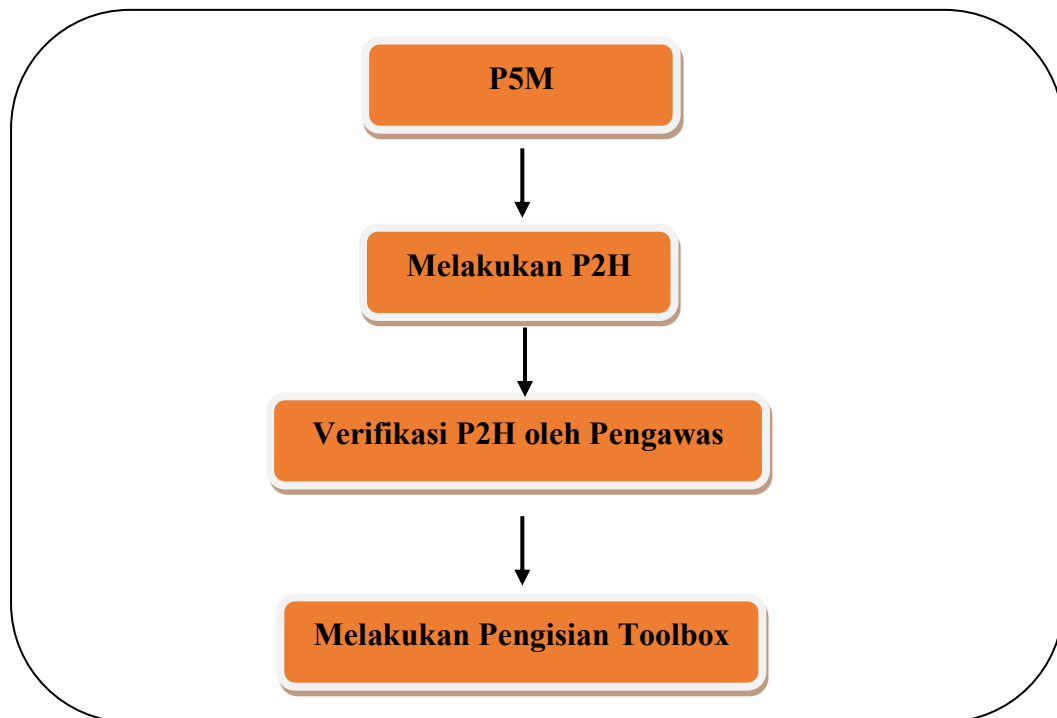 P5M
Melakukan P2H
Verifikasi P2H oleh Pengawas
Melakukan Pengisian Toolbox